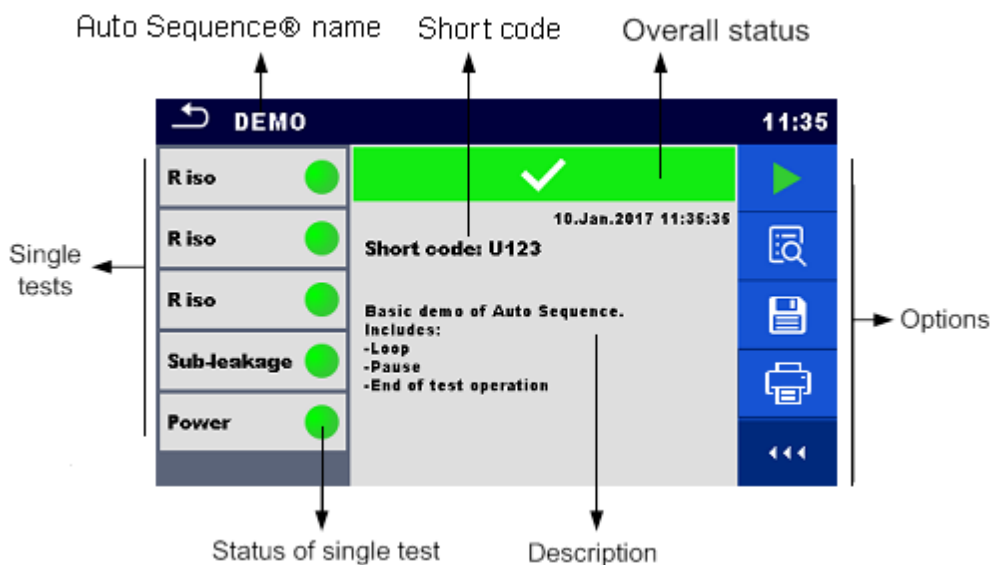 Auto Sequence® name Short code Overall status
DEMO 11:35
R iso
10.Jan.2017 11:35:35
R iso
Short code: U123
Single
tests
R iso
Basic demo of Auto Sequence.
Includes:
-Loop
-Pause
-End of test operation
Options
Sub-leakage
Power
Status of single test Description